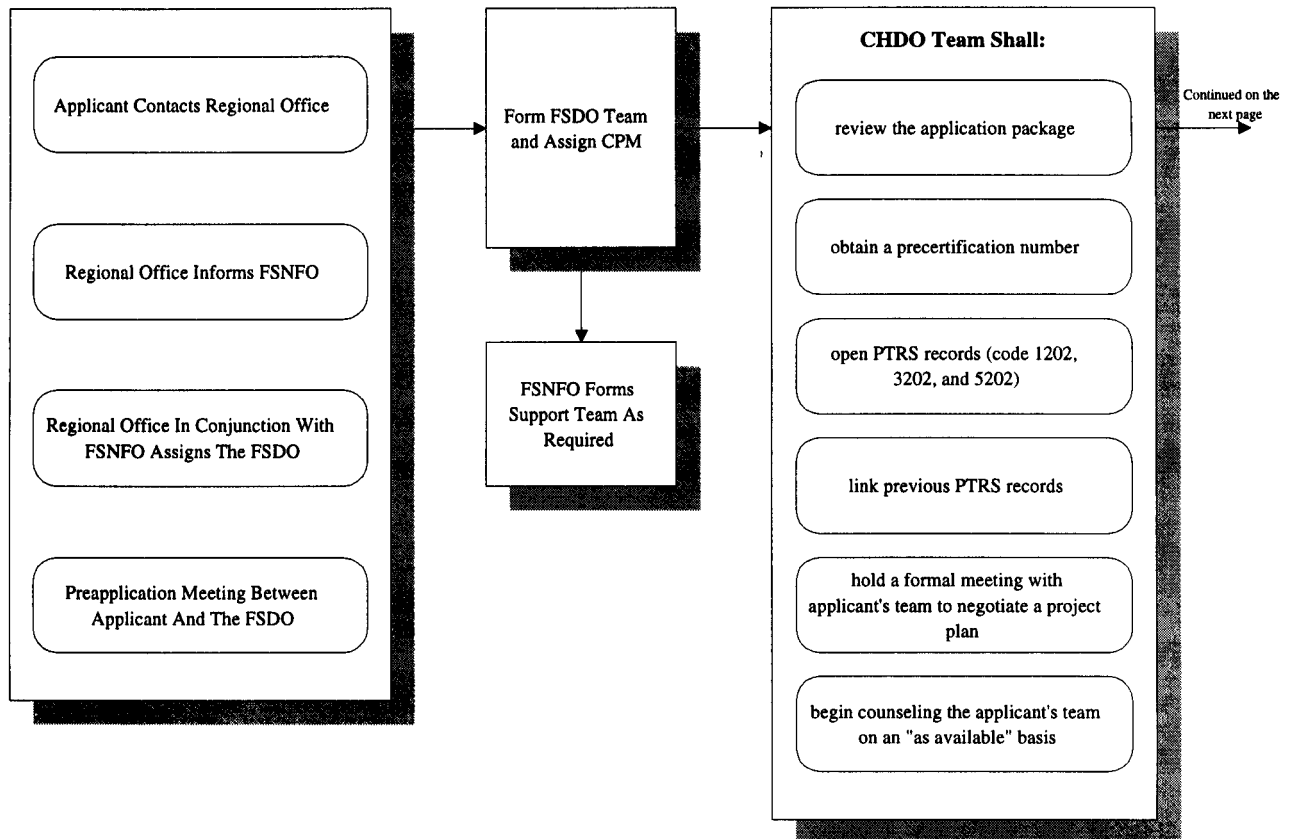 Applicant Contacts Regional Office
Regional Office Informs FSNFO
Regional Office In Conjunction With
FSNFO Assigns The FSDO
Preapplication Meeting Between
Applicant And The FSDO
Form FSDO Team
and Assign CPM
FSNFO Forms
Support Team As
Required
CHDO Team Shall:
review the application package
obtain a precertification number
open PTRS records (code 1202,
3202, and 5202)
link previous PTRS records
hold a formal meeting with
applicant's team to negotiate a project
plan
begin counseling the applicant's team
on an "as available" basis
Continued on the
next page